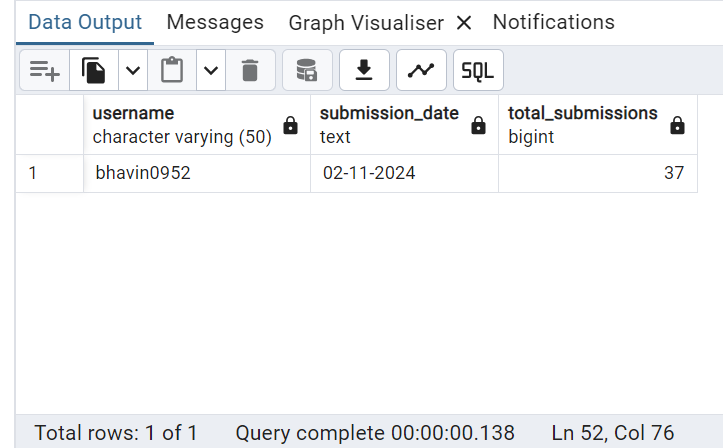 Data Output Messages Graph Visualiser Notifications
SQL
username submission_date total_submissions
character varying (50) text bigint
1 bhavin0952 02-11-2024 37
Total rows: 1 of 1 Query complete 00:00:00.138 Ln 52, Col 76